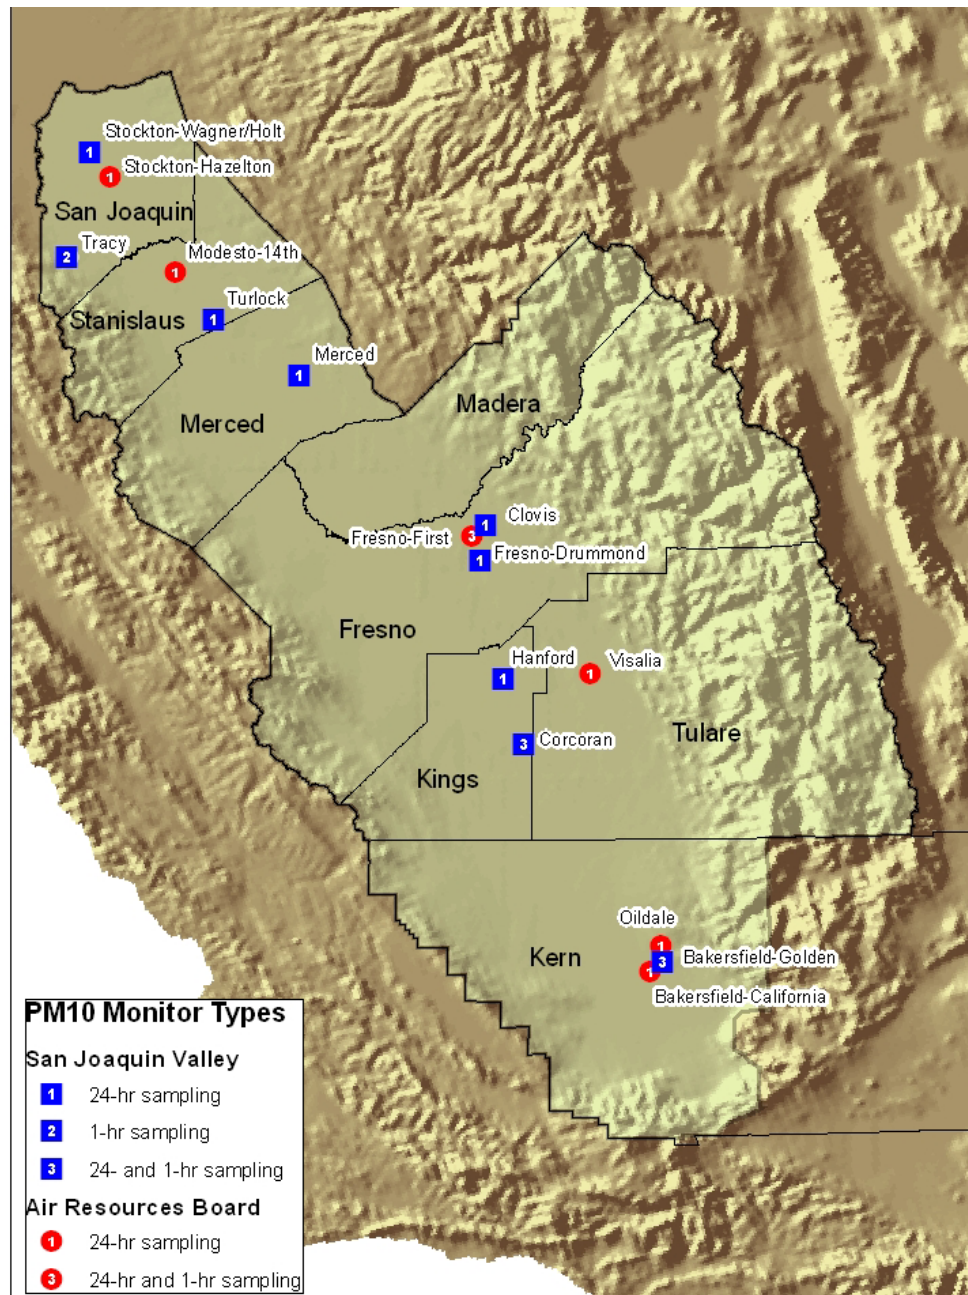 Stockton-Wagner/Holt
1
Stockton-Hazelton
1
San Joaquin
Tracy
2
Modesto-14th
1
Turlock
Stanislaus
1
Merced
1
Madera
Merced
Clovis
1
Fresno-First
3
Fresno-Drummond
1
Fresno
Hanford
1
Visalia
1
Tulare
Corcoran
3
Kings
Oildale
1
Kern
3
Bakersfield-Golden
1
Bakersfield-California
PM10 Monitor Types
San Joaquin Valley
1 24-hr sampling
2 1-hr sampling
3 24- and 1-hr sampling
Air Resources Board
1 24-hr sampling
3 24-hr and 1-hr sampling